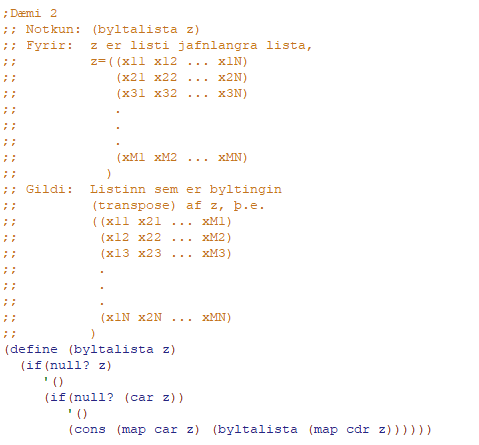 ;Dæmi 2
;; Notkun: (byltalista z)
;; Fyrir:  z er listi jafnlangra lista,
;;         z=((x11 x12 ... x1N)
;;            (x21 x22 ... x2N)
;;            (x31 x32 ... x3N)
;;            .
;;            .
;;            .
;;            (xM1 xM2 ... xMN)
;;           )
;; Gildi:  Listinn sem er byltingin
;;         (transpose) af z, þ.e.
;;         ((x11 x21 ... xM1)
;;          (x12 x22 ... xM2)
;;          (x13 x23 ... xM3)
;;          .
;;          .
;;          .
;;          (x1N x2N ... xMN)
;;         )
(define (byltalista z)
  (if(null? z)
     '()
     (if(null? (car z))
        '()
        (cons (map car z) (byltalista (map cdr z))))))